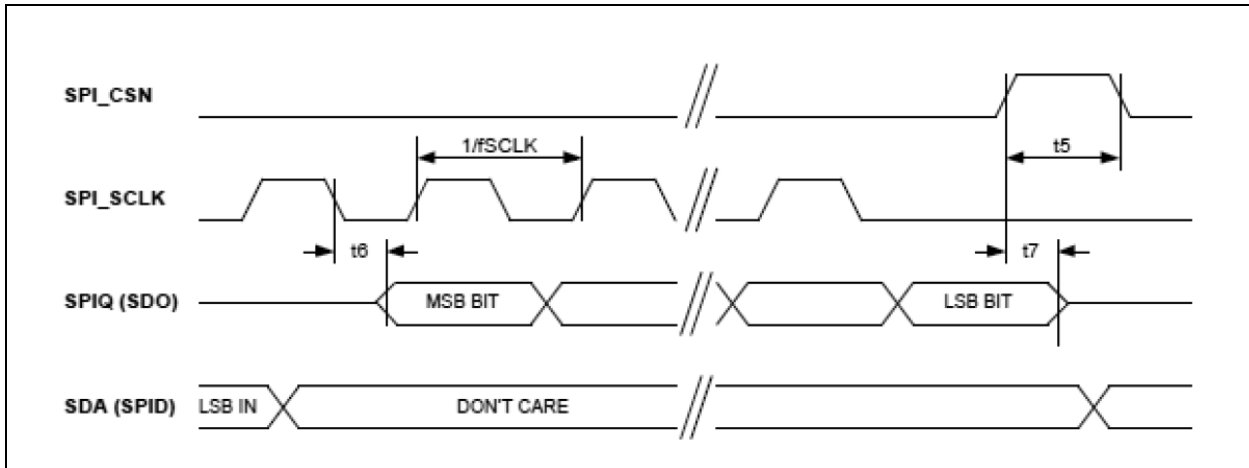 SPI_CSN
t5
1/fSCLK
SPI_SCLK
t6
t7
SPIQ (SDO)
MSB BIT
LSB BIT
SDA (SPID)
LSB IN
DON'T CARE